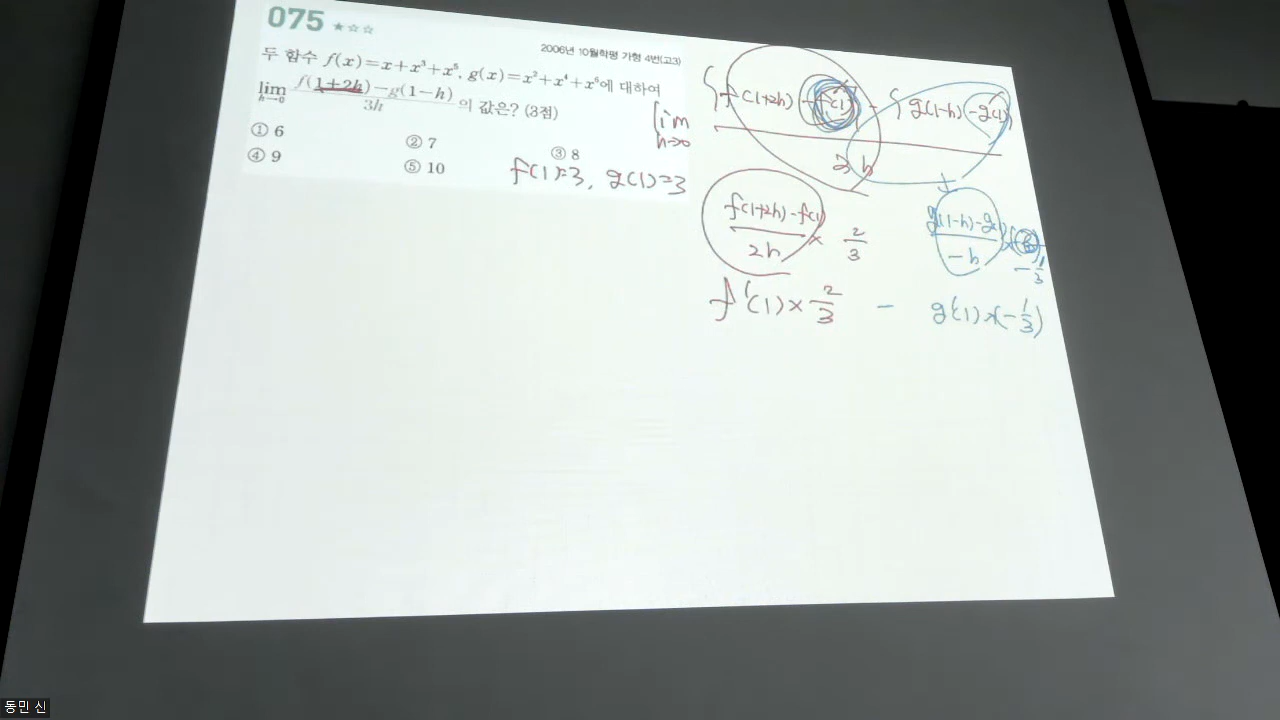 075 ★☆☆
2006년 10월학평 가형 4번(고3)
두 함수 f(x)=x+x³+x⁵, g(x)=x²+x⁴+x⁶에 대하여
lim h→0 f(1+2h)−g(1−h) / 3h 의 값은? (3점)
① 6
② 7
③ 8
④ 9
⑤ 10
f(1)=3, g(1)=3
lim h→0 {f(1+2h) −f(1)} − {g(1−h) −g(1)} / 3h
f(1+2h)−f(1) / 2h × 2/3
g(1−h)−g(1) / −h
−1/3
f'(1)×2/3 − g'(1)×(−1/3)
동민 신